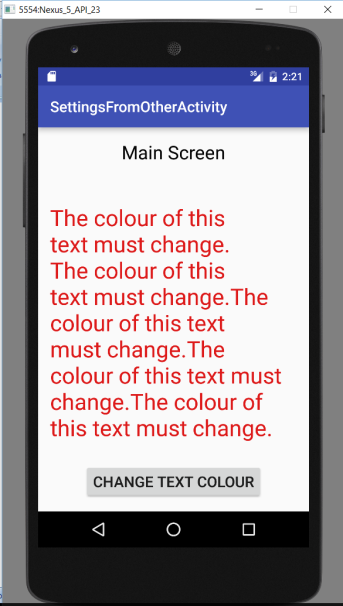 5554:Nexus_5_API_23
3G 2:21
SettingsFromOtherActivity
Main Screen
The colour of this
text must change.
The colour of this
text must change.The
colour of this text
must change.The
colour of this text must
change.The colour of
this text must change.
CHANGE TEXT COLOUR